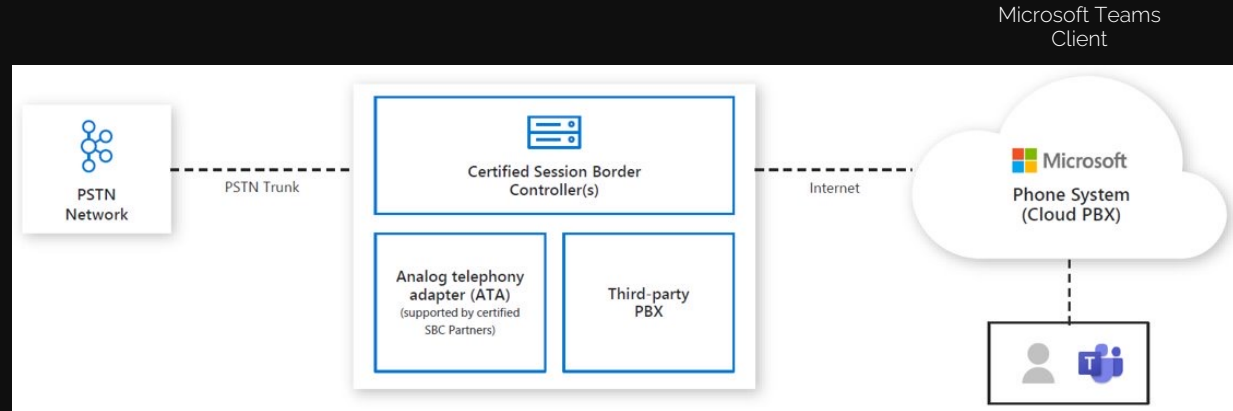 Microsoft Teams
Client
PSTN
Network
PSTN Trunk
Certified Session Border
Controller(s)
Analog telephony
adapter (ATA)
(supported by certified
SBC Partners)
Third-party
PBX
Internet
Microsoft
Phone System
(Cloud PBX)
T